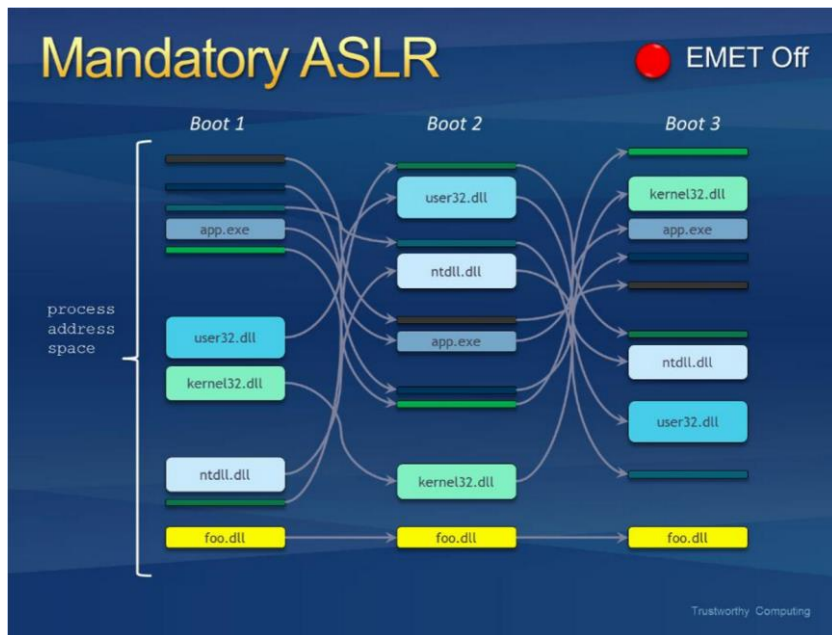 Mandatory ASLR
EMET Off
Boot 1
Boot 2
Boot 3
process
address
space
app.exe
user32.dll
kernel32.dll
ntdll.dll
foo.dll
user32.dll
ntdll.dll
app.exe
kernel32.dll
foo.dll
kernel32.dll
app.exe
ntdll.dll
user32.dll
foo.dll
Trustworthy Computing